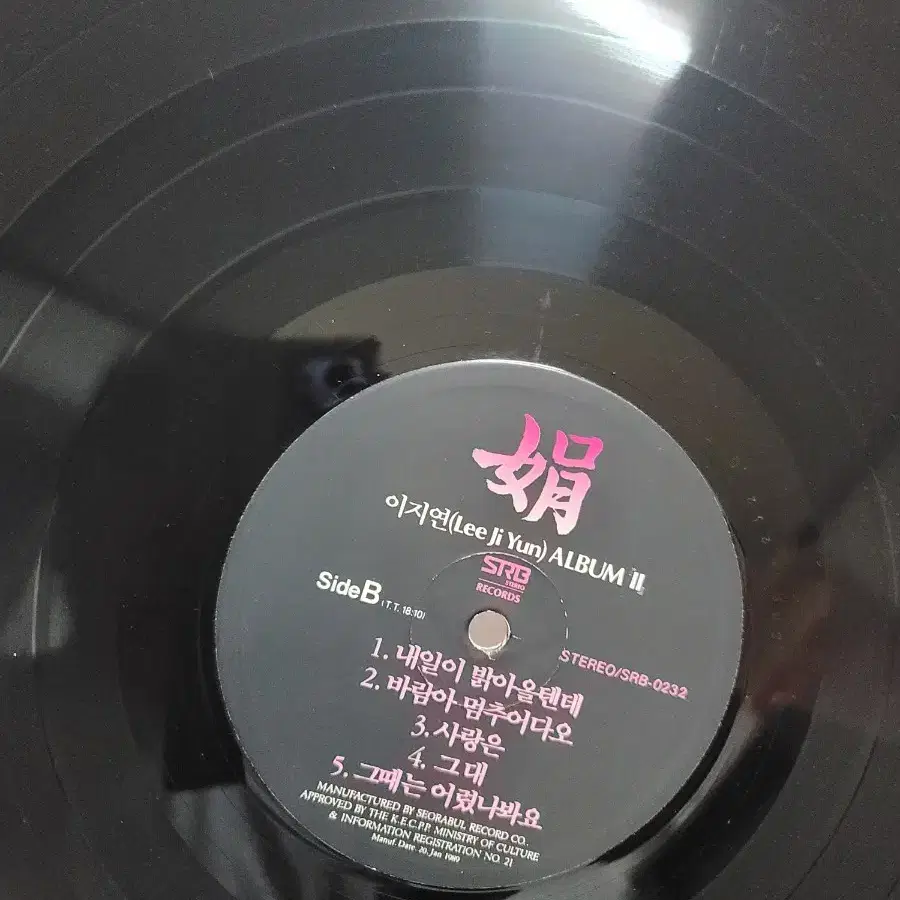 娟
이지연(Lee Ji Yun) ALBUM II
SRB
STEREO
RECORDS
Side B (T.T. 18:10)
STEREO/SRB-0232
1. 내일이 밝아올텐데
2. 바람아 멈추어다오
3. 사랑은
4. 그대
5. 그때는 어렸나봐요
MANUFACTURED BY SEORABUL RECORD CO.,
APPROVED BY THE K.E.C.P.P. MINISTRY OF CULTURE
& INFORMATION REGISTRATION NO. 21
Manuf. Date. 20. Jan 1989